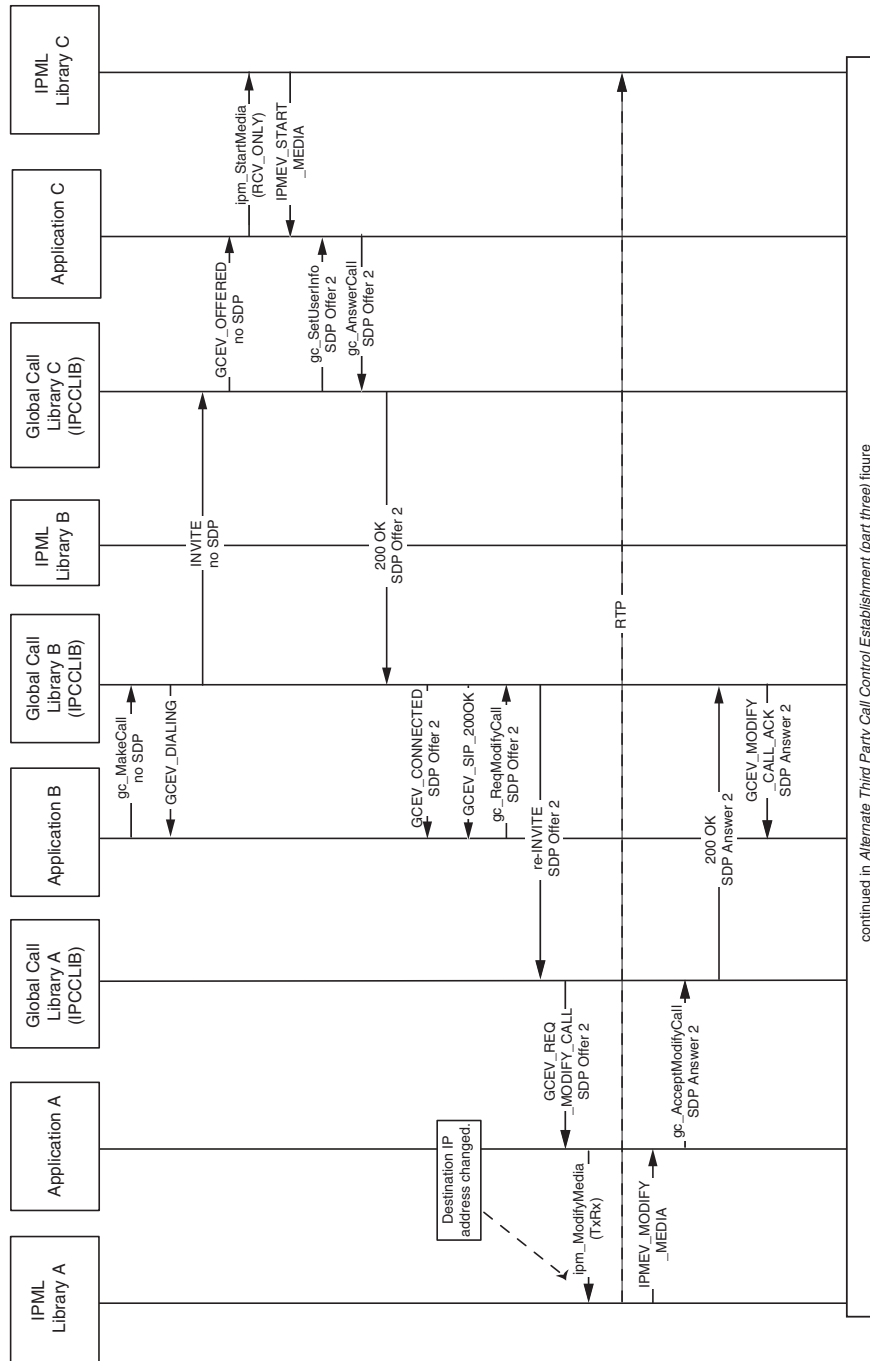 IPML
Library A
Application A
Global Call
Library A
(IPCCLIB)
Application B
Global Call
Library B
(IPCCLIB)
IPML
Library B
Global Call
Library C
(IPCCLIB)
Application C
IPML
Library C
gc_MakeCall
no SDP
GCEV_DIALING
INVITE
no SDP
GCEV_OFFERED
no SDP
ipm_StartMedia
(RCV_ONLY)
IPMEV_START
_MEDIA
gc_SetUserInfo
SDP Offer 2
gc_AnswerCall
SDP Offer 2
200 OK
SDP Offer 2
GCEV_CONNECTED
SDP Offer 2
GCEV_SIP_200OK
gc_ReqModifyCall
SDP Offer 2
re-INVITE
SDP Offer 2
GCEV_REQ
_MODIFY_CALL
SDP Offer 2
Destination IP
address changed.
ipm_ModifyMedia
(TxRx)
RTP
IPMEV_MODIFY
_MEDIA
gc_AcceptModifyCall
SDP Answer 2
200 OK
SDP Answer 2
GCEV_MODIFY
_CALL_ACK
SDP Answer 2
continued in Alternate Third Party Call Control Establishment (part three) figure